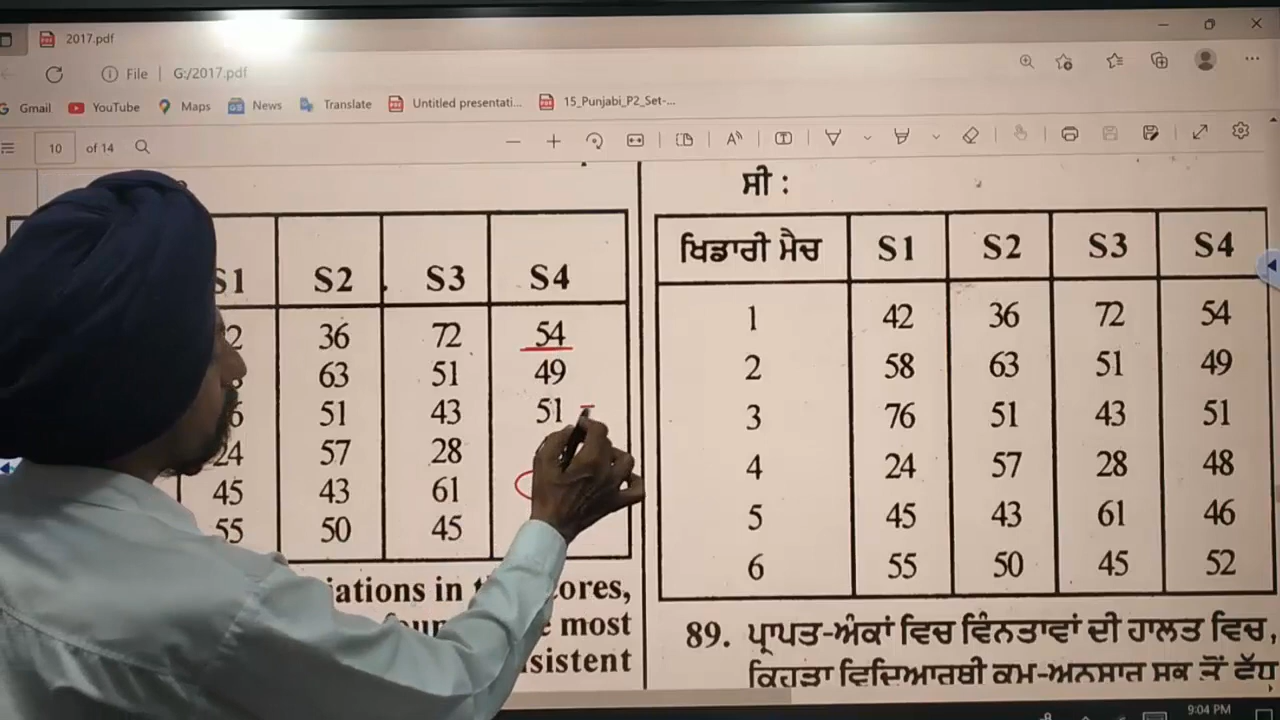 2017.pdf
File | G:/2017.pdf
Gmail YouTube Maps News Translate Untitled presentati... 15_Punjabi_P2_Set-...
10 of 14
S1 S2 S3 S4
36 72 54
63 51 49
51 43 51
24 57 28
45 43 61
55 50 45
most
ਸੀ :
ਖਿਡਾਰੀ ਮੈਚ S1 S2 S3 S4
1 42 36 72 54
2 58 63 51 49
3 76 51 43 51
4 24 57 28 48
5 45 43 61 46
6 55 50 45 52
89. ਪ੍ਰਾਪਤ-ਅੰਕਾਂ ਵਿਚ ਵਿੰਨਤਾਵਾਂ ਦੀ ਹਾਲਤ ਵਿਚ,
ਕਿਹੜਾ ਵਿਦਿਆਰਥੀ
9:04 PM